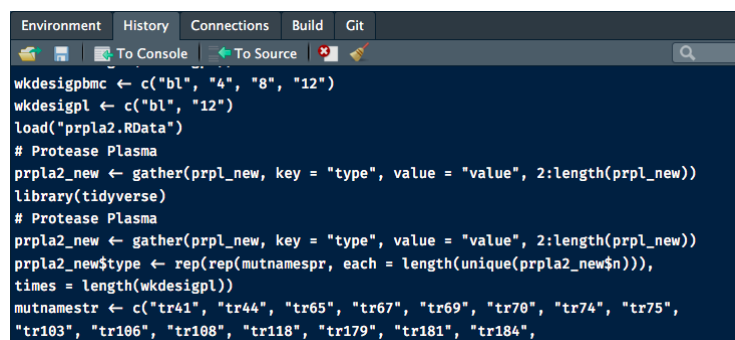 Environment History Connections Build Git
To Console To Source
wkdesigpbmc ← c("bl", "4", "8", "12")
wkdesigpl ← c("bl", "12")
load("prpla2.RData")
# Protease Plasma
prpla2_new ← gather(prpl_new, key = "type", value = "value", 2:length(prpl_new))
library(tidyverse)
# Protease Plasma
prpla2_new ← gather(prpl_new, key = "type", value = "value", 2:length(prpl_new))
prpla2_new$type ← rep(rep(mutnamespr, each = length(unique(prpla2_new$n))),
times = length(wkdesigpl))
mutnamestr ← c("tr41", "tr44", "tr65", "tr67", "tr69", "tr70", "tr74", "tr75",
"tr103", "tr106", "tr108", "tr118", "tr179", "tr181", "tr184",